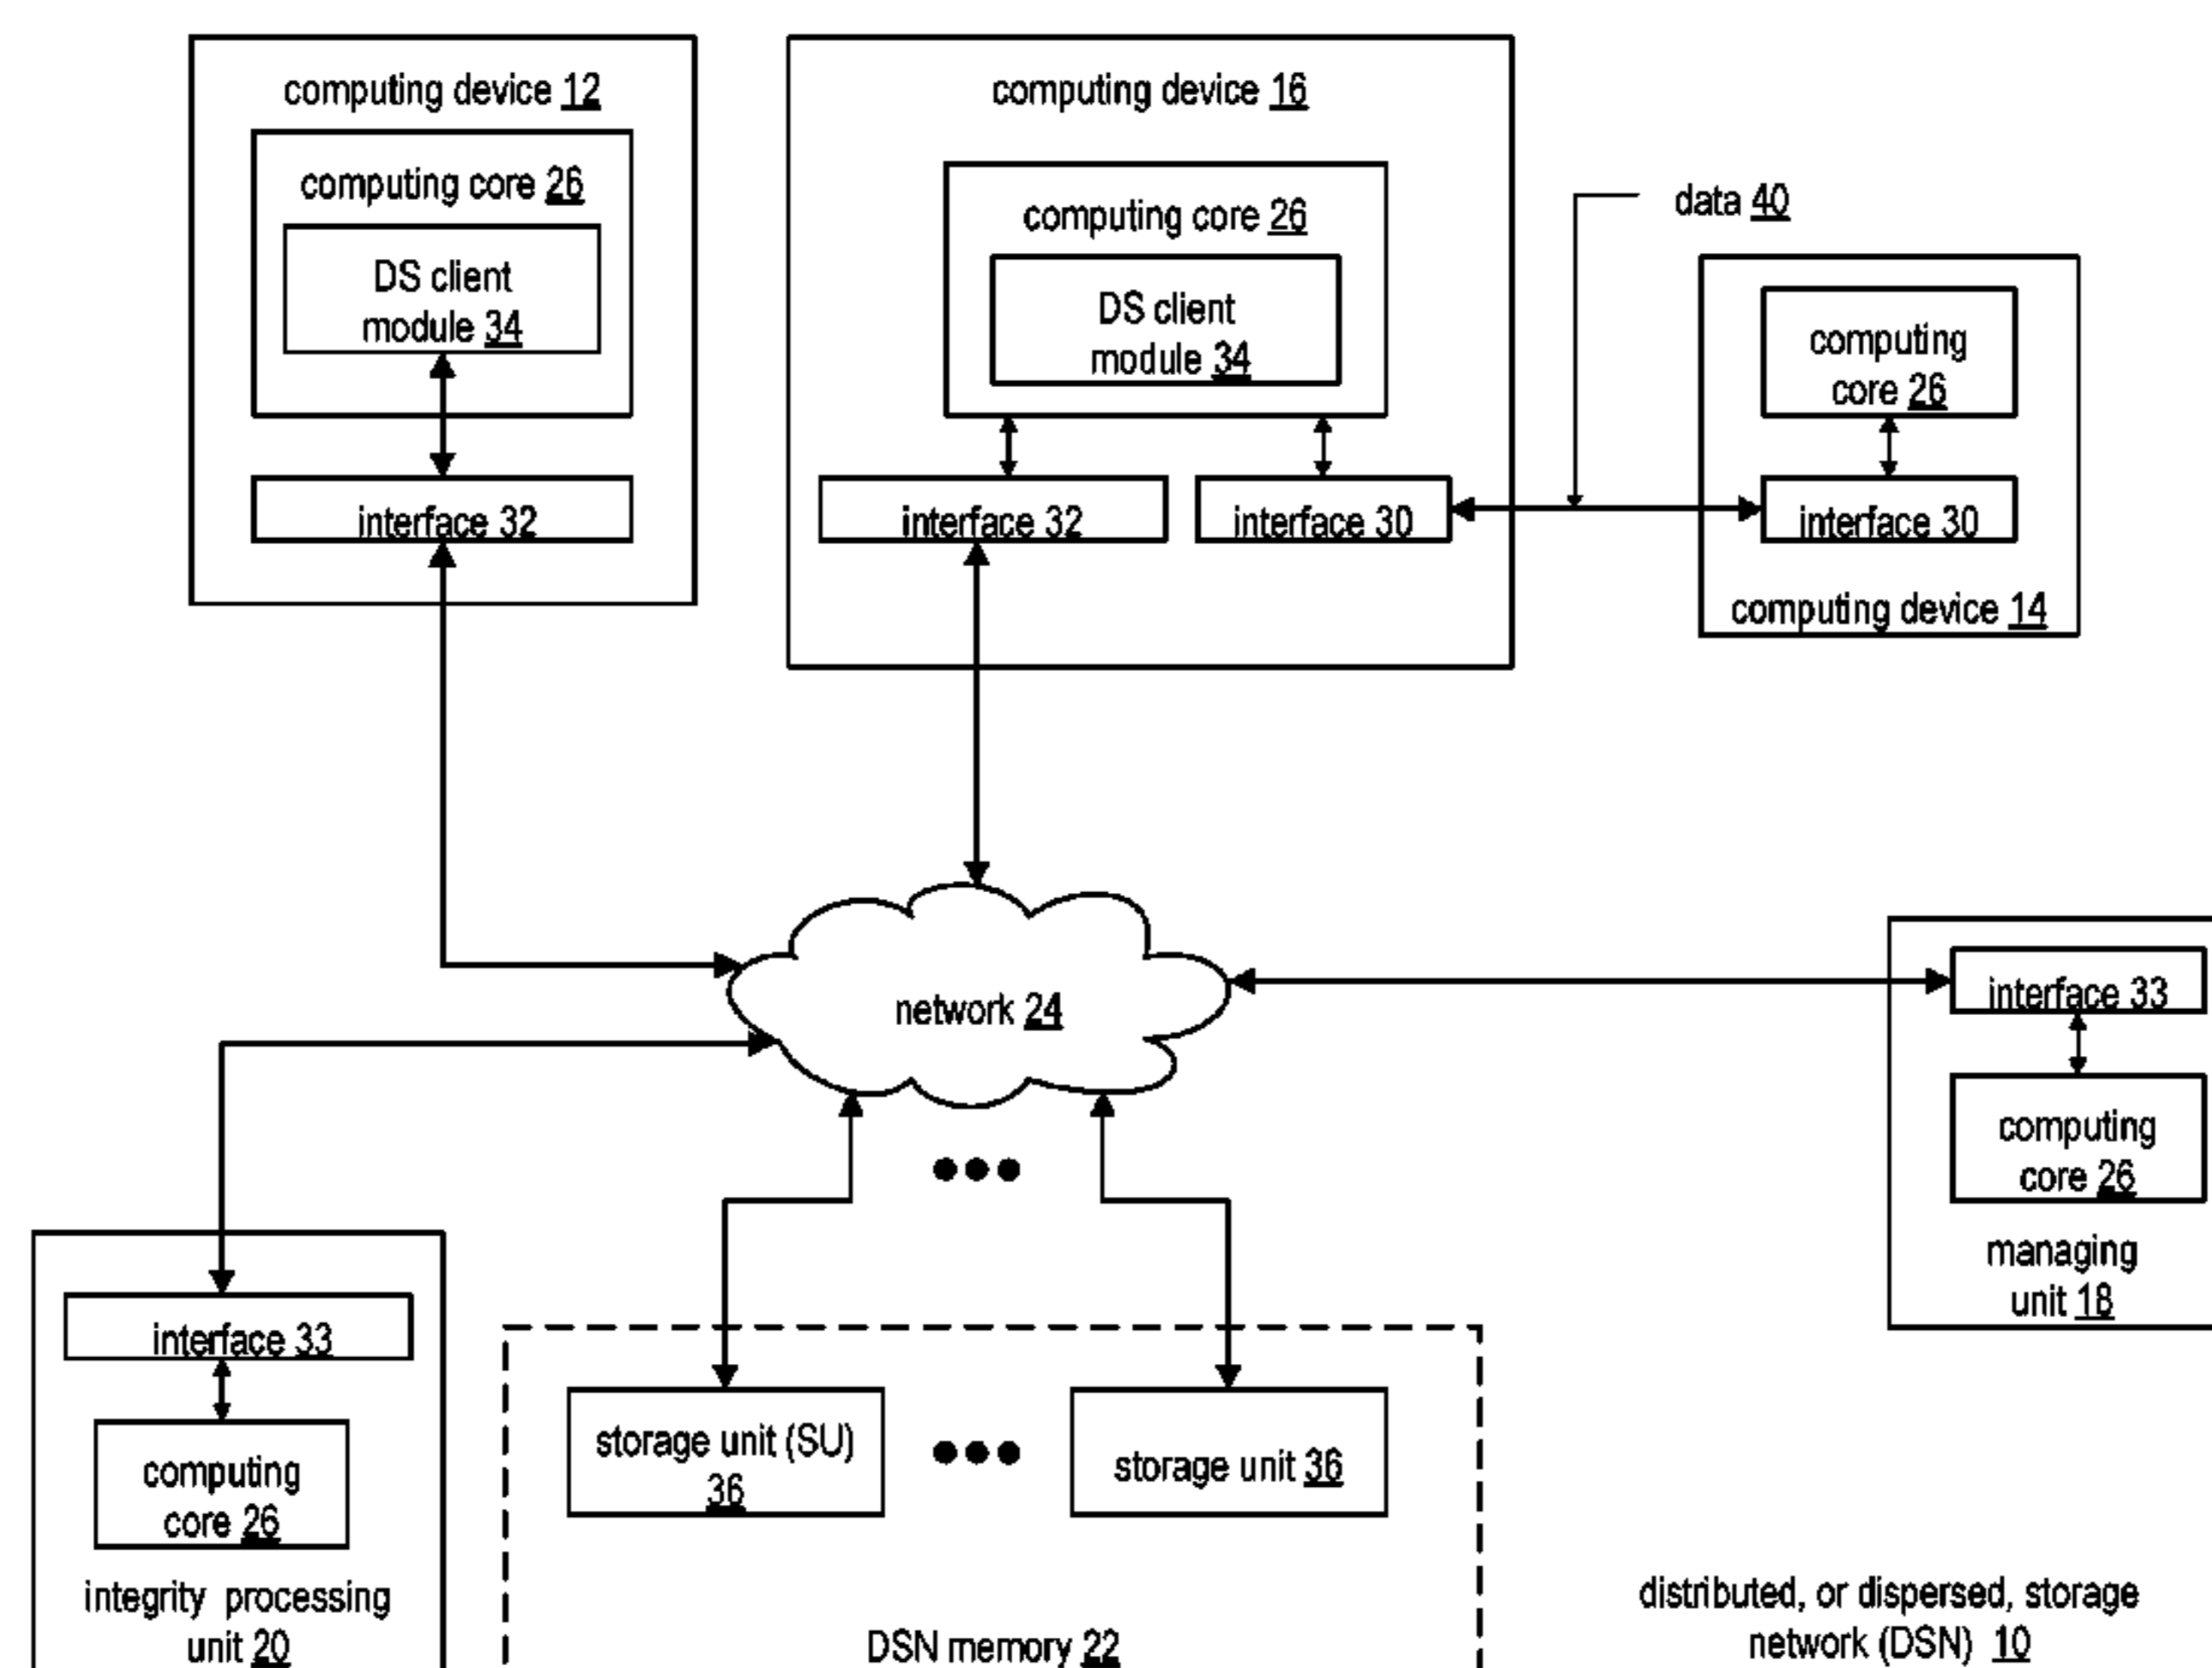 computing device 12
computing core 26
DS client
module 34
interface 32
computing device 16
computing core 26
DS client
module 34
interface 32
interface 30
data 40
computing
core 26
interface 30
computing device 14
network 24
interface 33
computing
core 26
managing
unit 18
interface 33
computing
core 26
integrity processing
unit 20
storage unit (SU)
36
storage unit 36
DSN memory 22
distributed, or dispersed, storage
network (DSN) 10